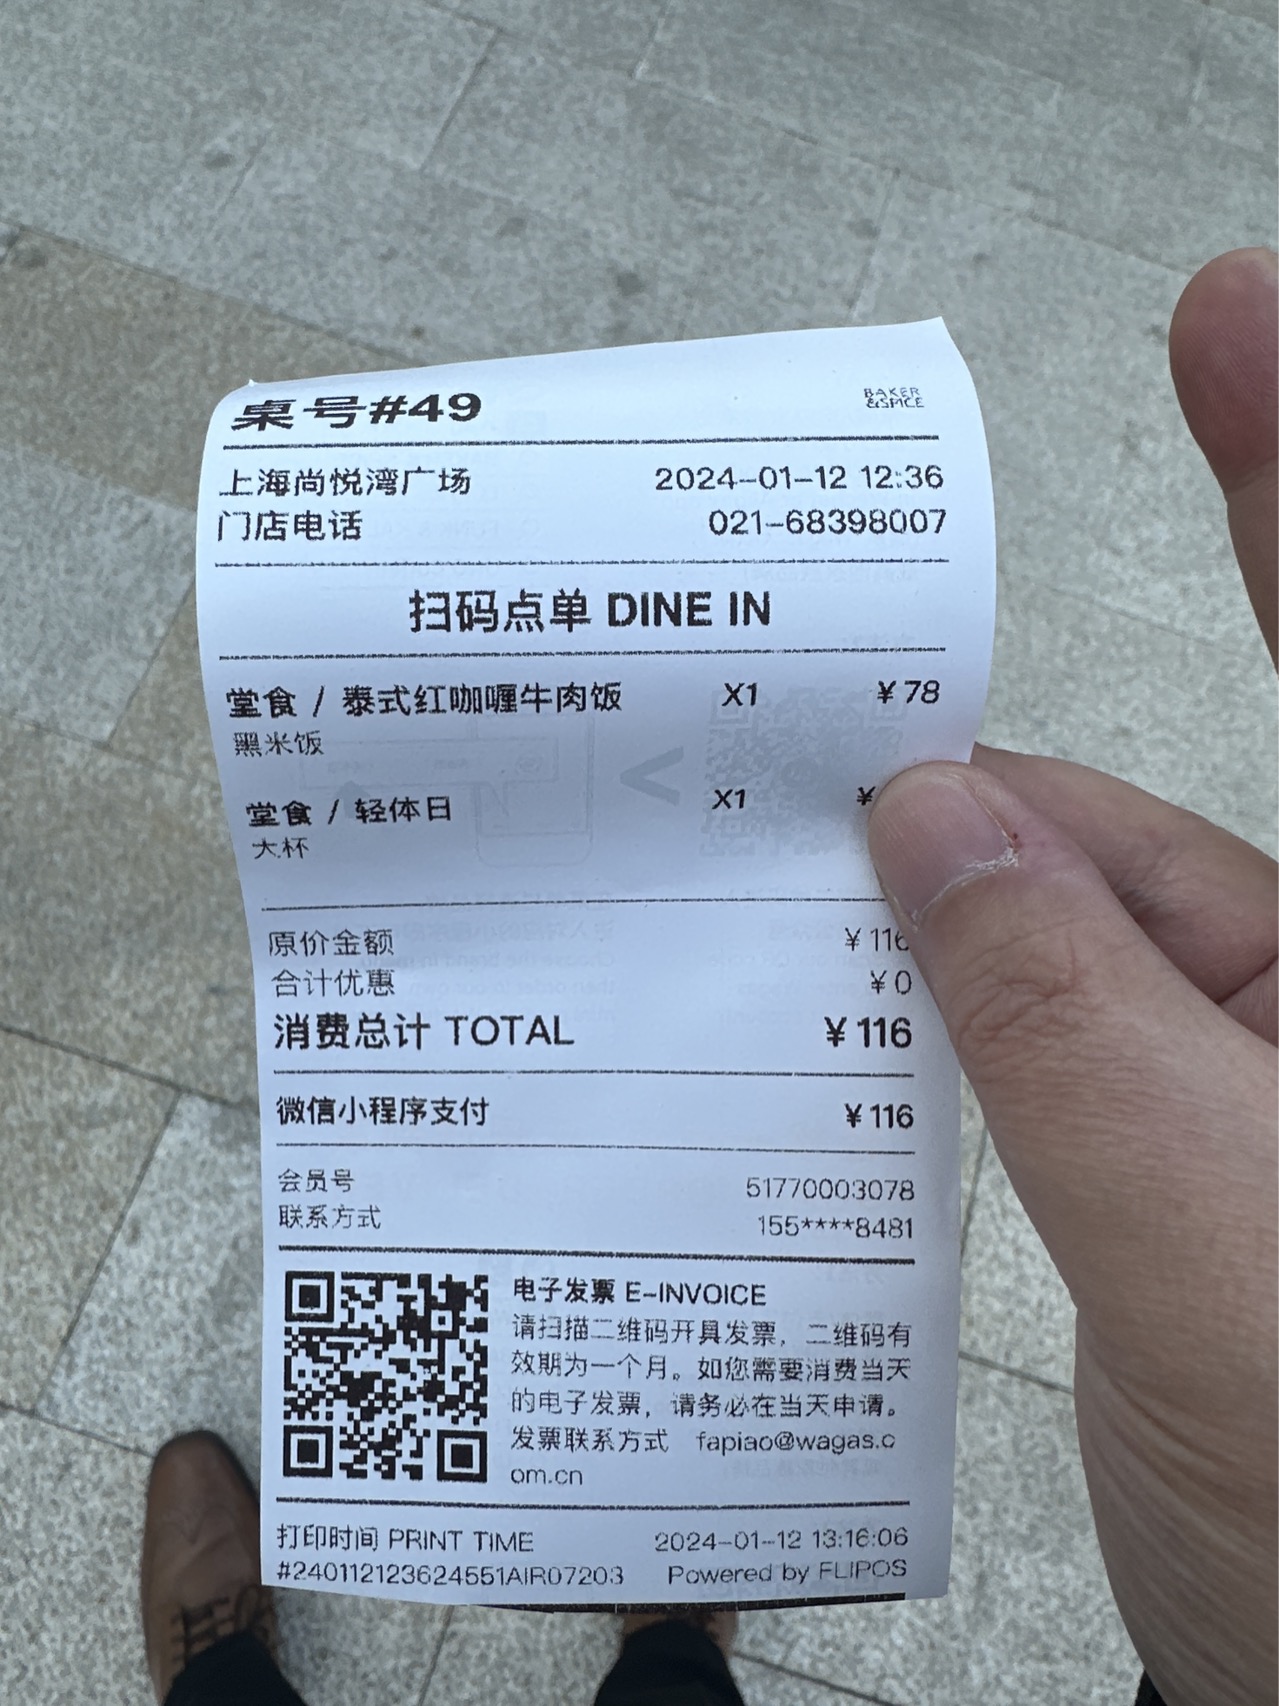 桌号#49
BAKER
&SPICE
上海尚悦湾广场 2024-01-12 12:36
门店电话 021-68398007
扫码点单 DINE IN
堂食 / 泰式红咖喱牛肉饭 X1 ¥78
黑米饭
堂食 / 轻体日 X1 ¥
大杯
原价金额 ¥116
合计优惠 ¥0
消费总计 TOTAL ¥116
微信小程序支付 ¥116
会员号 51770003078
联系方式 155****8481
电子发票 E-INVOICE
请扫描二维码开具发票，二维码有
效期为一个月。如您需要消费当天
的电子发票，请务必在当天申请。
发票联系方式 fapiao@wagas.c
om.cn
打印时间 PRINT TIME 2024-01-12 13:16:06
#240112123624551AIR07203 Powered by FLIPOS